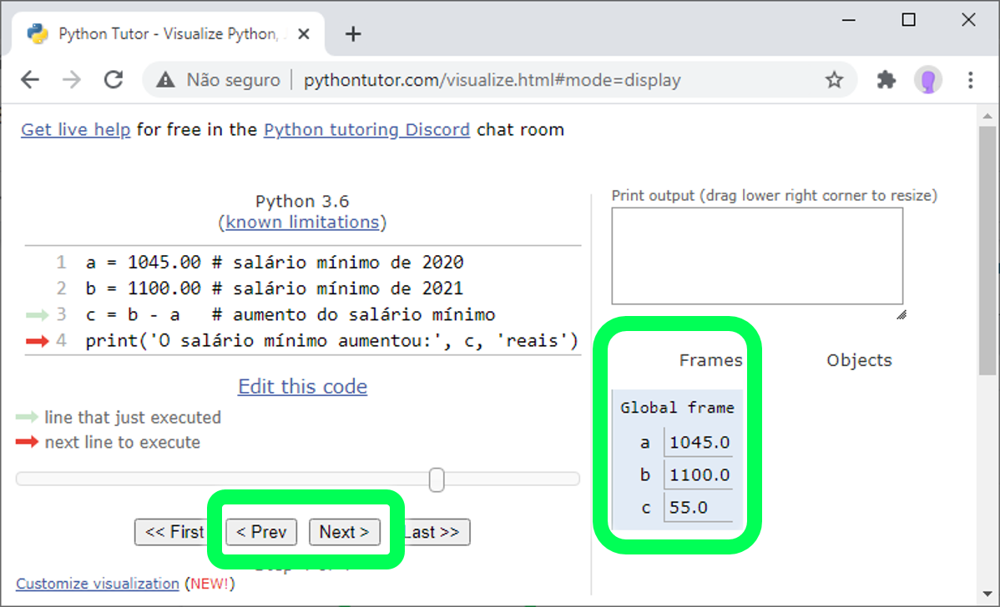 Python Tutor - Visualize Python,
Não seguro | pythontutor.com/visualize.html#mode=display
Get live help for free in the Python tutoring Discord chat room
Python 3.6
(known limitations)
1 a = 1045.00 # salário mínimo de 2020
2 b = 1100.00 # salário mínimo de 2021
3 c = b - a   # aumento do salário mínimo
4 print('O salário mínimo aumentou:', c, 'reais')
Edit this code
line that just executed
next line to execute
<< First < Prev Next > Last >>
Customize visualization (NEW!)
Print output (drag lower right corner to resize)
Frames Objects
Global frame
a 1045.0
b 1100.0
c 55.0